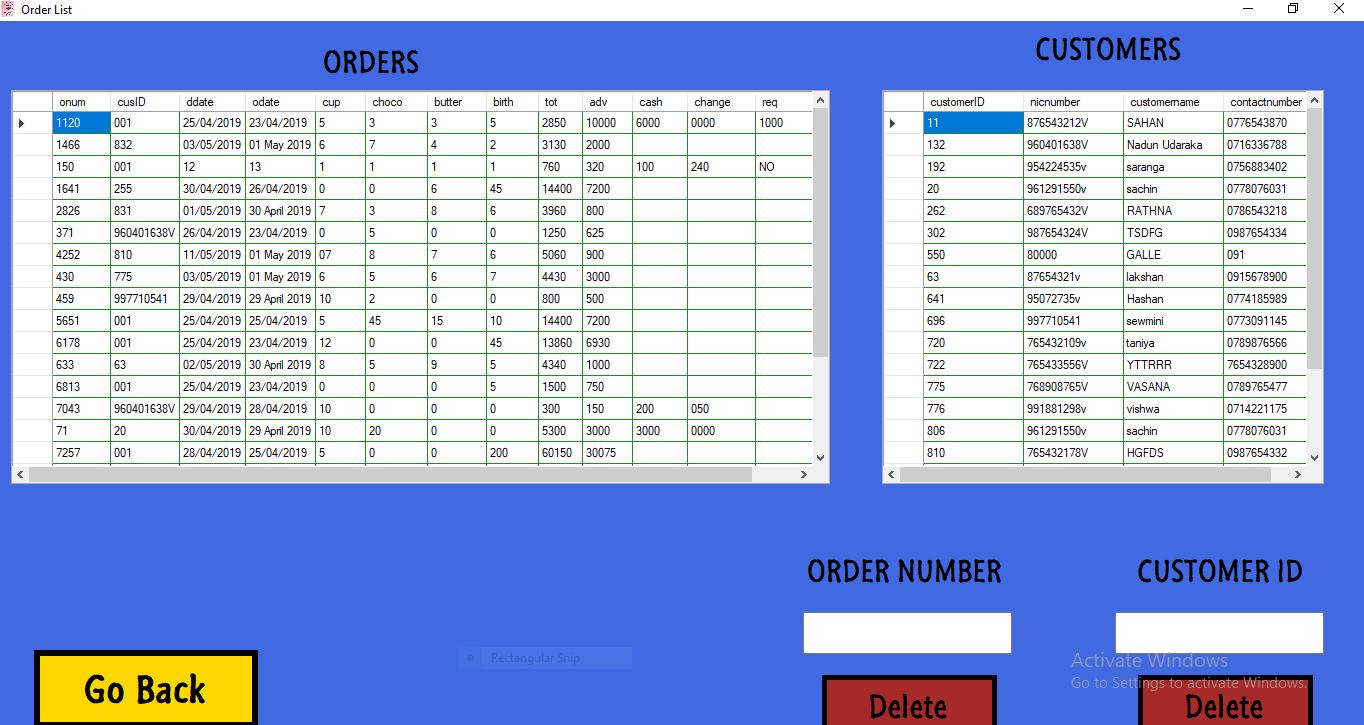 Order List
ORDERS
CUSTOMERS
onum cusID ddate odate cup choco butter birth tot adv cash change req
1120 001 25/04/2019 23/04/2019 5 3 3 5 2850 10000 6000 0000 1000
1466 832 03/05/2019 01 May 2019 6 7 4 2 3130 2000
150 001 12 13 1 1 1 1 760 320 100 240 NO
1641 255 30/04/2019 26/04/2019 0 0 6 45 14400 7200
2826 831 01/05/2019 30 April 2019 7 3 8 6 3960 800
371 960401638V 26/04/2019 23/04/2019 0 5 0 0 1250 625
4252 810 11/05/2019 01 May 2019 07 8 7 6 5060 900
430 775 03/05/2019 01 May 2019 6 5 6 7 4430 3000
459 997710541 29/04/2019 29 April 2019 10 2 0 0 800 500
5651 001 25/04/2019 25/04/2019 5 45 15 10 14400 7200
6178 001 25/04/2019 23/04/2019 12 0 0 45 13860 6930
633 63 02/05/2019 30 April 2019 8 5 9 5 4340 1000
6813 001 25/04/2019 23/04/2019 0 0 0 5 1500 750
7043 960401638V 29/04/2019 28/04/2019 10 0 0 0 300 150 200 050
71 20 30/04/2019 29 April 2019 10 20 0 0 5300 3000 3000 0000
7257 001 28/04/2019 25/04/2019 5 0 0 200 60150 30075
customerID nicnumber customername contactnumber
11 876543212V SAHAN 0776543870
132 960401638V Nadun Udaraka 0716336788
192 954224535v saranga 0756883402
20 961291550v sachin 0778076031
262 689765432V RATHNA 0786543218
302 987654324V TSDFG 0987654334
550 80000 GALLE 091
63 87654321v lakshan 0915678900
641 95072735v Hashan 0774185989
696 997710541 sewmini 0773091145
720 765432109v taniya 0789876566
722 765433556V YTTRRR 7654328900
775 768908765V VASANA 0789765477
776 991881298v vishwa 0714221175
806 961291550v sachin 0778076031
810 765432178V HGFDS 0987654332
ORDER NUMBER
CUSTOMER ID
Rectangular Snip
Activate Windows
Go to Settings to activate Windows.
Go Back
Delete
Delete